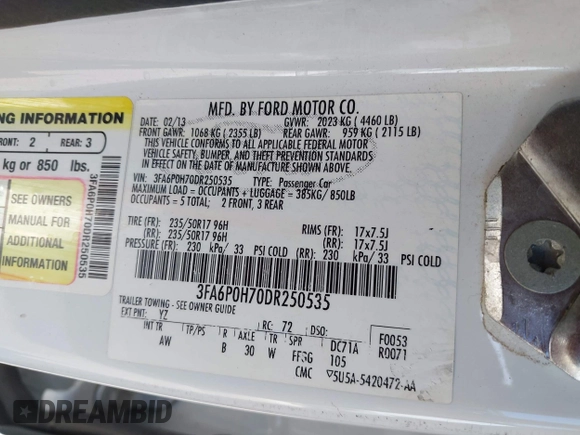 NG INFORMATION
FRONT: 2 REAR: 3
kg or 850 lbs.
SEE OWNERS
MANUAL FOR
ADDITIONAL
INFORMATION
3FA6P0H70DR250535
MFD. BY FORD MOTOR CO.
DATE: 02/13 GVWR: 2023 KG ( 4460 LB)
FRONT GAWR: 1068 KG ( 2355 LB) REAR GAWR: 959 KG ( 2115 LB)
THIS VEHICLE CONFORMS TO ALL APPLICABLE FEDERAL MOTOR
VEHICLE SAFETY, BUMPER, AND THEFT PREVENTION STANDARDS
IN EFFECT ON THE DATE OF MANUFACTURE SHOWN ABOVE.
VIN: 3FA6P0H70DR250535 TYPE: Passenger Car
MAXIMUM LOAD = OCCUPANTS + LUGGAGE = 385KG/850LB
OCCUPANTS = 5 TOTAL: 2 FRONT, 3 REAR
TIRE (FR): 235/50R17 96H RIMS (FR): 17x7.5J
(RR): 235/50R17 96H (RR): 17x7.5J
PRESSURE (FR): 230 kPa/ 33 PSI COLD (RR): 230 kPa/ 33 PSI COLD
3FA6P0H70DR250535
TRAILER TOWING - SEE OWNER GUIDE
EXT PNT: YZ RC: 72 DSO: F0053
INT TR TP/PS R AXLE TR SPR DC71A R0071
AW B 30 W FFSG 105
CMC ▽5U5A-5420472-AA
DREAMBID